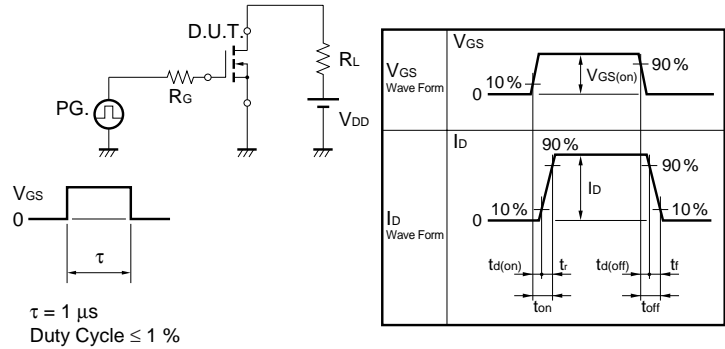 D.U.T.
RL
RG
PG.
VDD
VGS
0
τ
τ = 1 μs
Duty Cycle ≤ 1 %
VGS
Wave Form
VGS
10 %
0
VGS(on)
90 %
ID
Wave Form
ID
90 %
90 %
10 %
0
ID
10 %
td(on)
tr
td(off)
tf
ton
toff